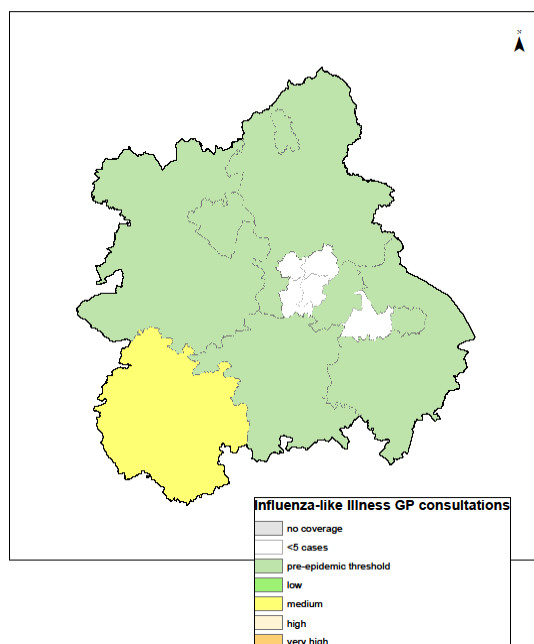 N
Influenza-like Illness GP consultations
no coverage
<5 cases
pre-epidemic threshold
low
medium
high
very high